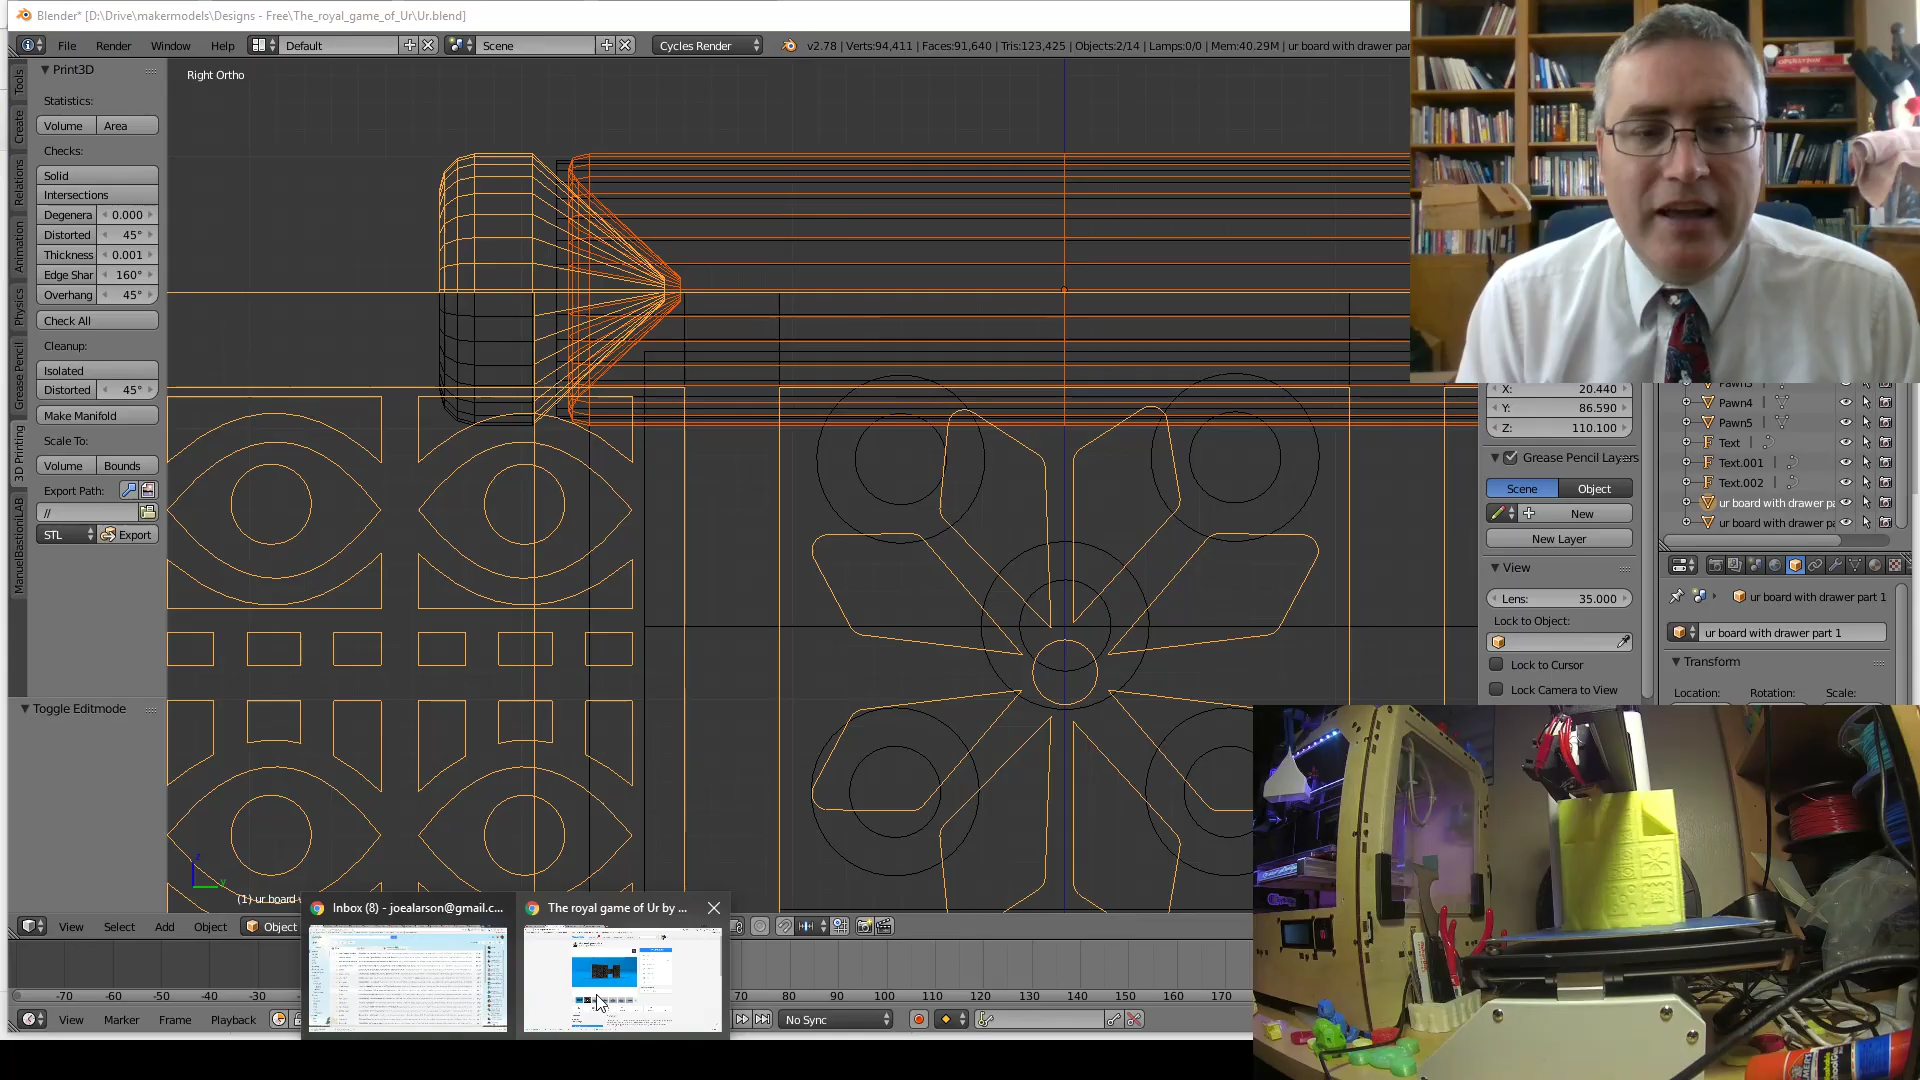 Blender* [D:\Drive\makermodels\Designs - Free\The_royal_game_of_Ur\Ur.blend]
File Render Window Help Default Scene Cycles Render v2.78 | Verts:94,411 | Faces:91,640 | Tris:123,425 | Objects:2/14 | Lamps:0/0 | Mem:40.29M | ur board with drawer par
Print3D
Right Ortho
Statistics:
Volume Area
Checks:
Solid
Intersections
Degenera 0.000
Distorted 45°
Thickness 0.001
Edge Shar 160°
Overhang 45°
Check All
Cleanup:
Isolated
Distorted 45°
Make Manifold
Scale To:
Volume Bounds
Export Path:
//
STL Export
Tools
Create
Relations
Animation
Physics
Grease Pencil
3D Printing
ManuelBastioniLAB
Toggle Editmode
X: 20.440
Y: 86.590
Z: 110.100
Grease Pencil Layers
Scene Object
New
New Layer
View
Lens: 35.000
Lock to Object:
Lock to Cursor
Lock Camera to View
Pawn3
Pawn4
Pawn5
Text
Text.001
Text.002
ur board with drawer pa
ur board with drawer pa
ur board with drawer part 1
ur board with drawer part 1
Transform
Location: Rotation: Scale:
z
y
(1) ur board
Inbox (8) - joealarson@gmail.c...
The royal game of Ur by ...
View Select Add Object Object
-70 -60 -50 -40 -30 70 80 90 100 110 120 130 140 150 160 170
View Marker Frame Playback No Sync